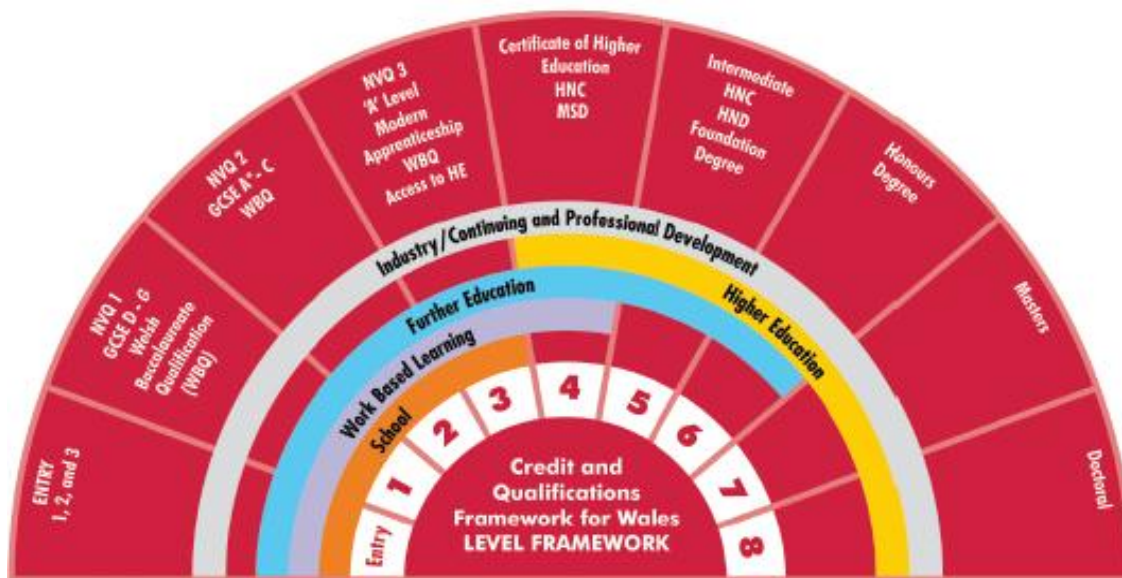 ENTRY
1, 2, and 3
NVQ 1
GCSE D - G
Welsh
Baccalaureate
Qualification
(WBQ)
NVQ 2
GCSE A*- C
WBQ
NVQ 3
‘A’ Level
Modern
Apprenticeship
WBQ
Access to HE
Certificate of Higher
Education
HNC
MSD
Intermediate
HNC
HND
Foundation
Degree
Honours
Degree
Masters
Doctoral
Industry/Continuing and Professional Development
Higher Education
Further Education
Work Based Learning
School
Entry
1
2
3
4
5
6
7
8
Credit and
Qualifications
Framework for Wales
LEVEL FRAMEWORK